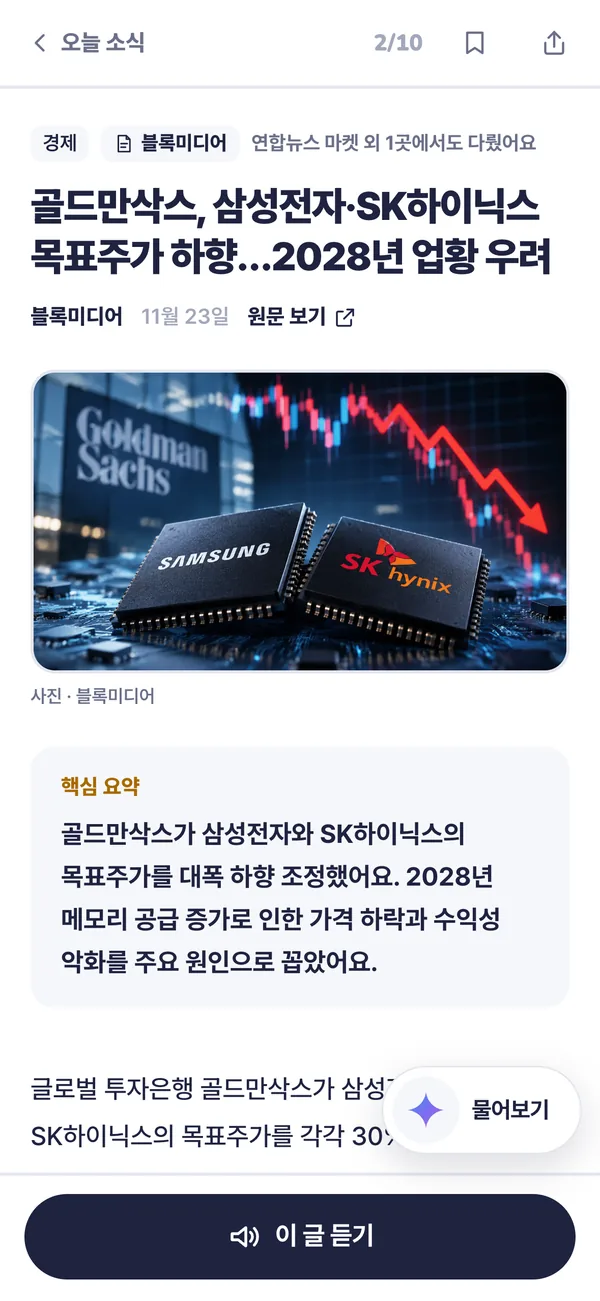 오늘 소식
2/10
경제
블록미디어
연합뉴스 마켓 외 1곳에서도 다뤘어요
골드만삭스, 삼성전자·SK하이닉스
목표주가 하향...2028년 업황 우려
블록미디어 11월 23일 원문 보기
Goldman
Sachs
SAMSUNG
SK hynix
사진 · 블록미디어
핵심 요약
골드만삭스가 삼성전자와 SK하이닉스의
목표주가를 대폭 하향 조정했어요. 2028년
메모리 공급 증가로 인한 가격 하락과 수익성
악화를 주요 원인으로 꼽았어요.
글로벌 투자은행 골드만삭스가
SK하이닉스의 목표주가를 각각
물어보기
이 글 듣기